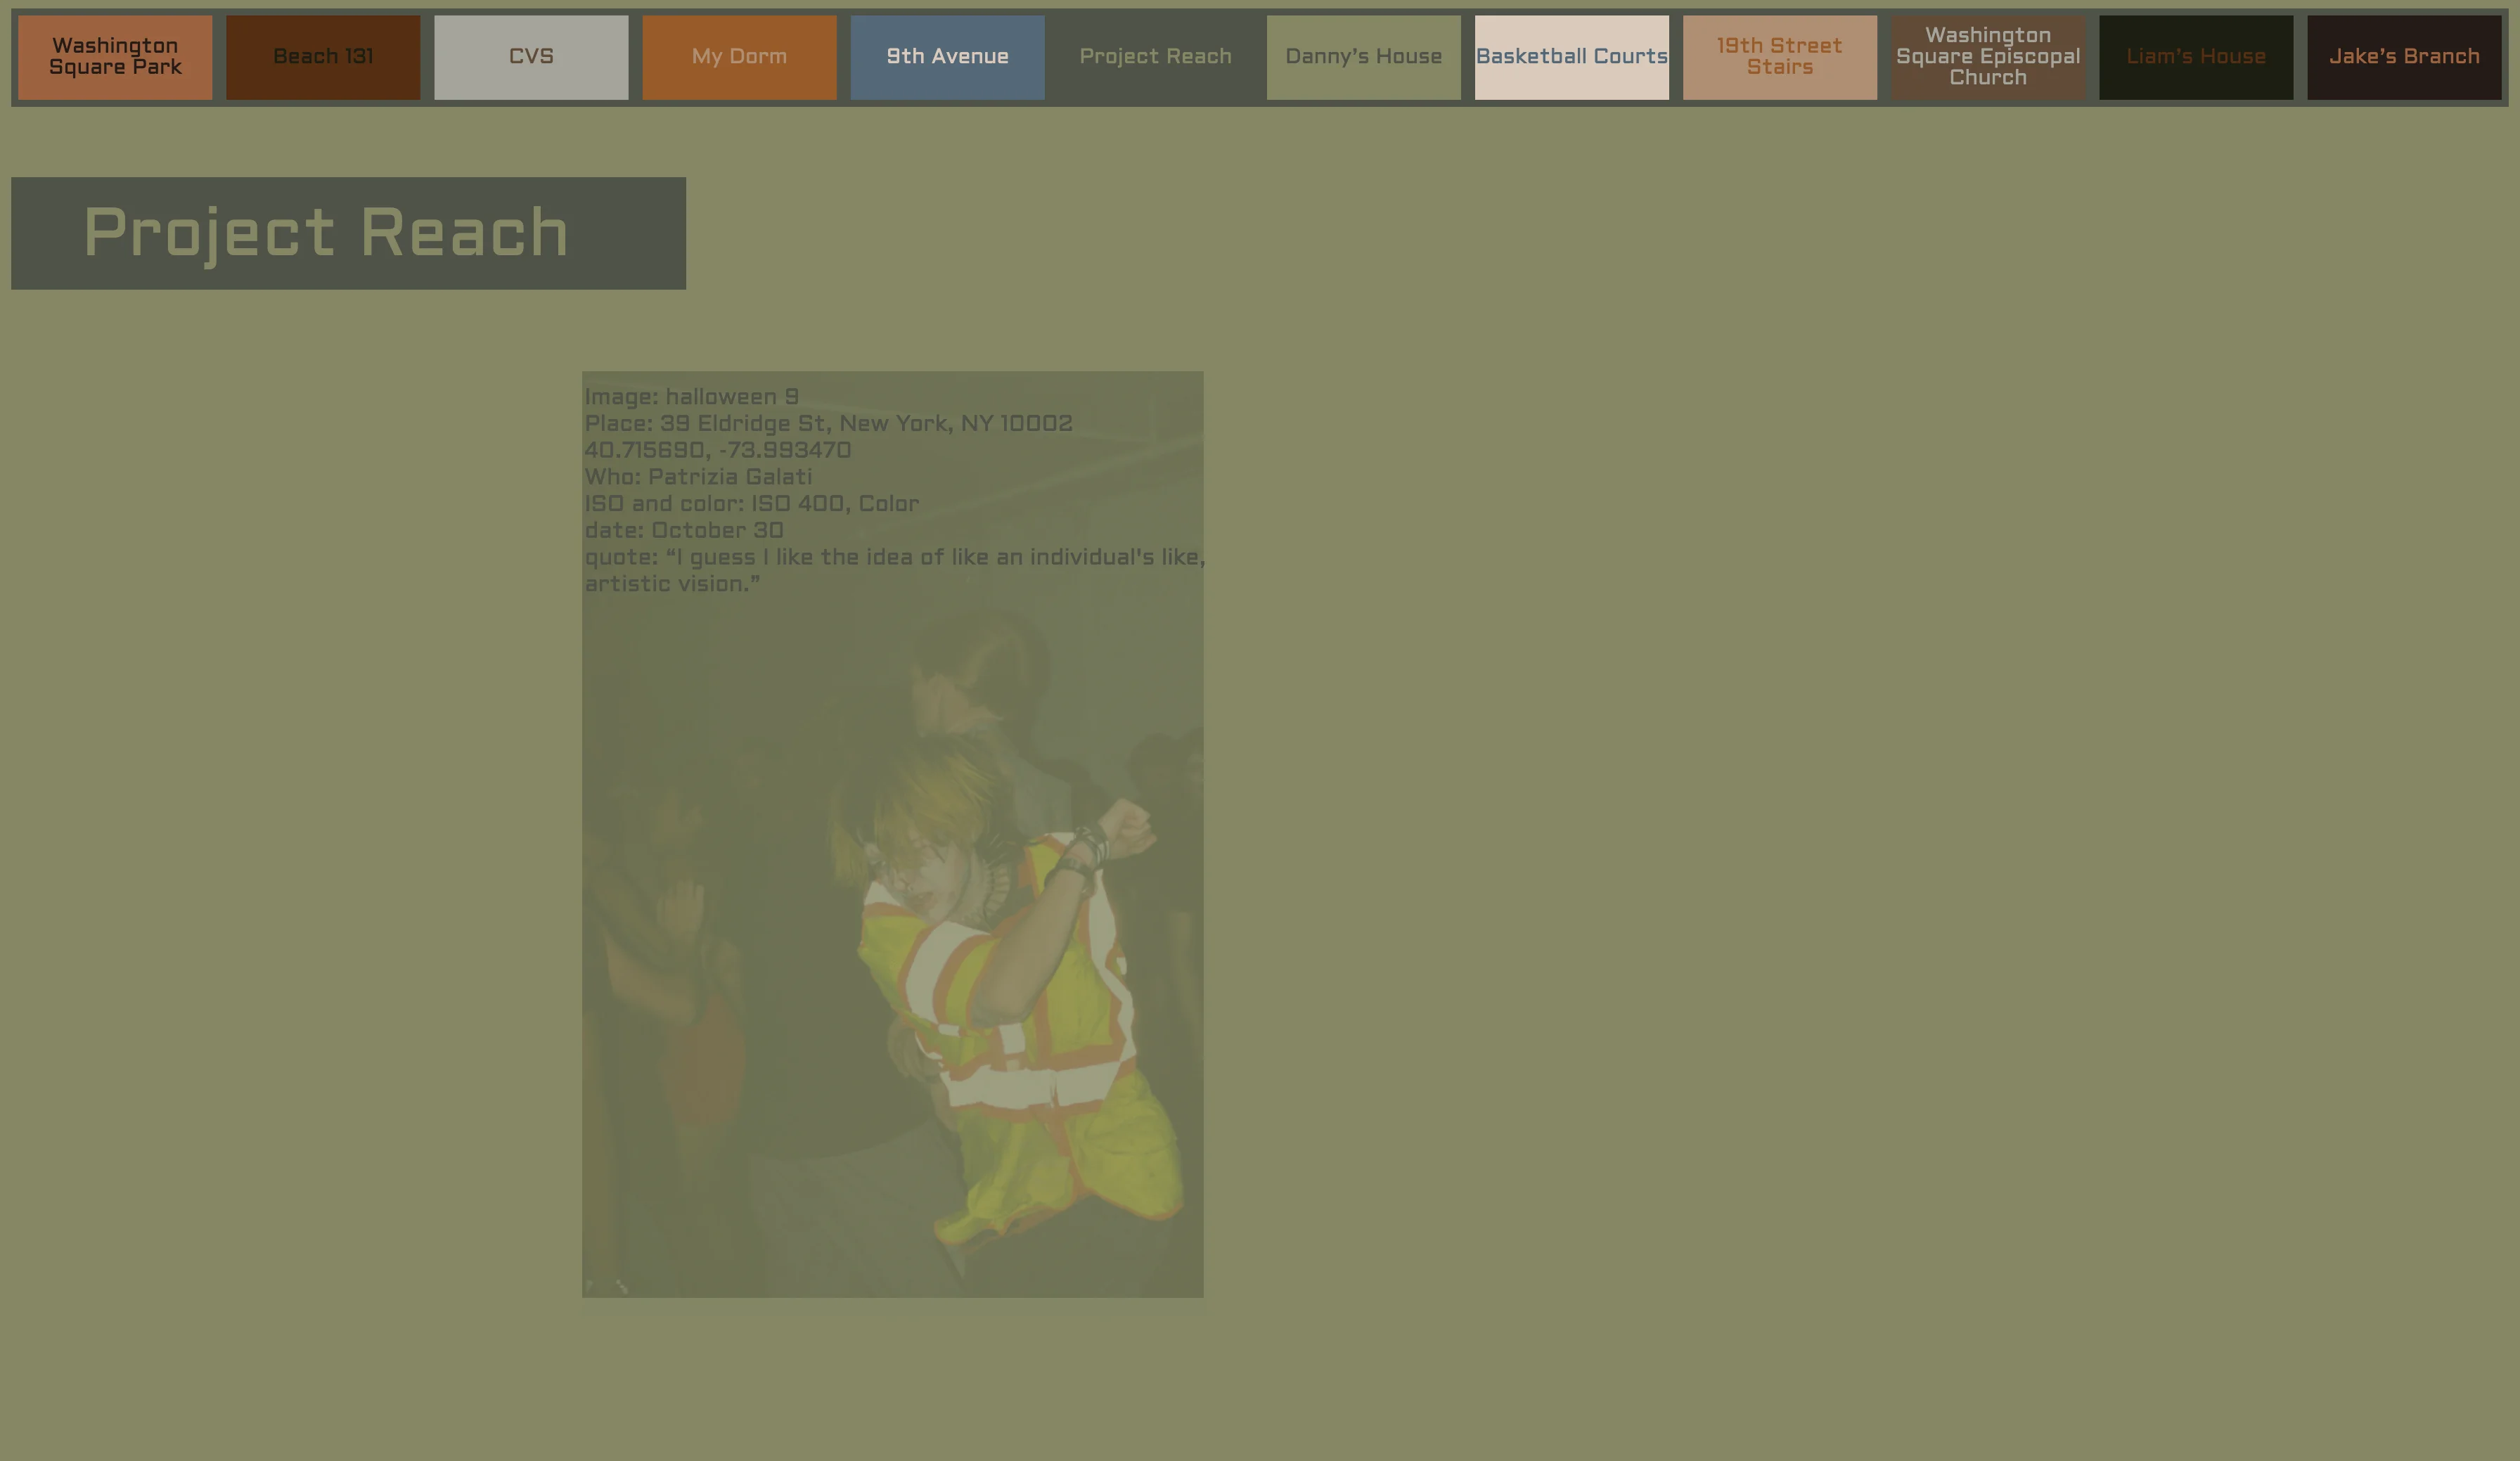 Washington
Square Park
Beach 131
CVS
My Dorm
9th Avenue
Project Reach
Danny’s House
Basketball Courts
19th Street
Stairs
Washington
Square Episcopal
Church
Liam’s House
Jake’s Branch
Project Reach
Image: halloween 9
Place: 39 Eldridge St, New York, NY 10002
40.715690, -73.993470
Who: Patrizia Galati
ISO and color: ISO 400, Color
date: October 30
quote: “I guess I like the idea of like an individual's like,
artistic vision.”